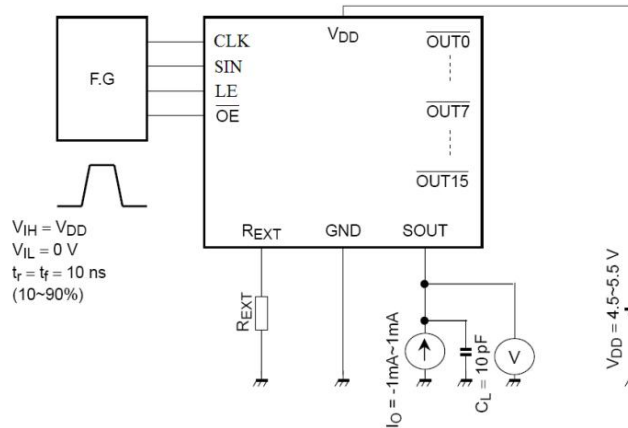 F.G
CLK
SIN
LE
OE
VDD
OUT0
OUT7
OUT15
REXT
GND
SOUT
VIH = VDD
VIL = 0 V
tr = tf = 10 ns
(10~90%)
REXT
IO = -1mA~1mA
CL = 10 pF
V
VDD = 4.5~5.5 V